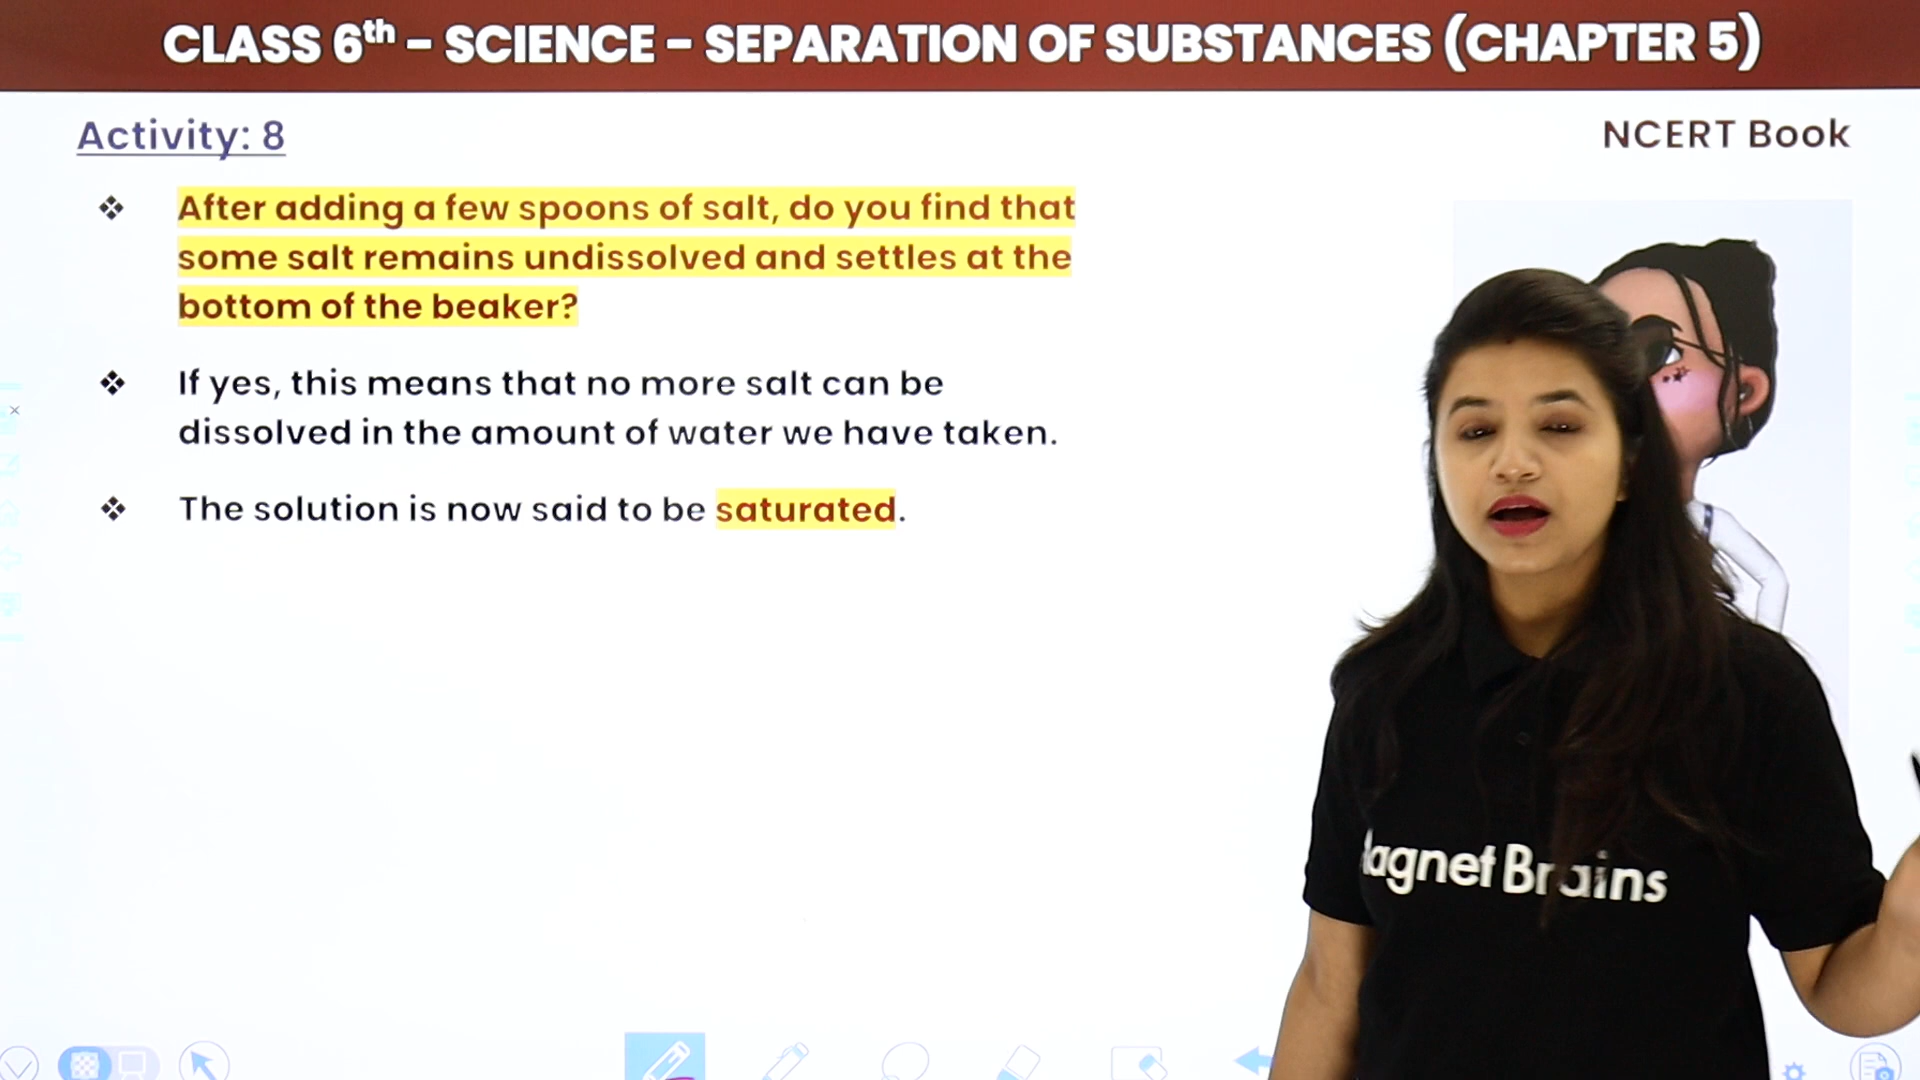 CLASS 6th – SCIENCE – SEPARATION OF SUBSTANCES (CHAPTER 5)
Activity: 8
NCERT Book
After adding a few spoons of salt, do you find that
some salt remains undissolved and settles at the
bottom of the beaker?
If yes, this means that no more salt can be
dissolved in the amount of water we have taken.
The solution is now said to be saturated.
agnet Brains